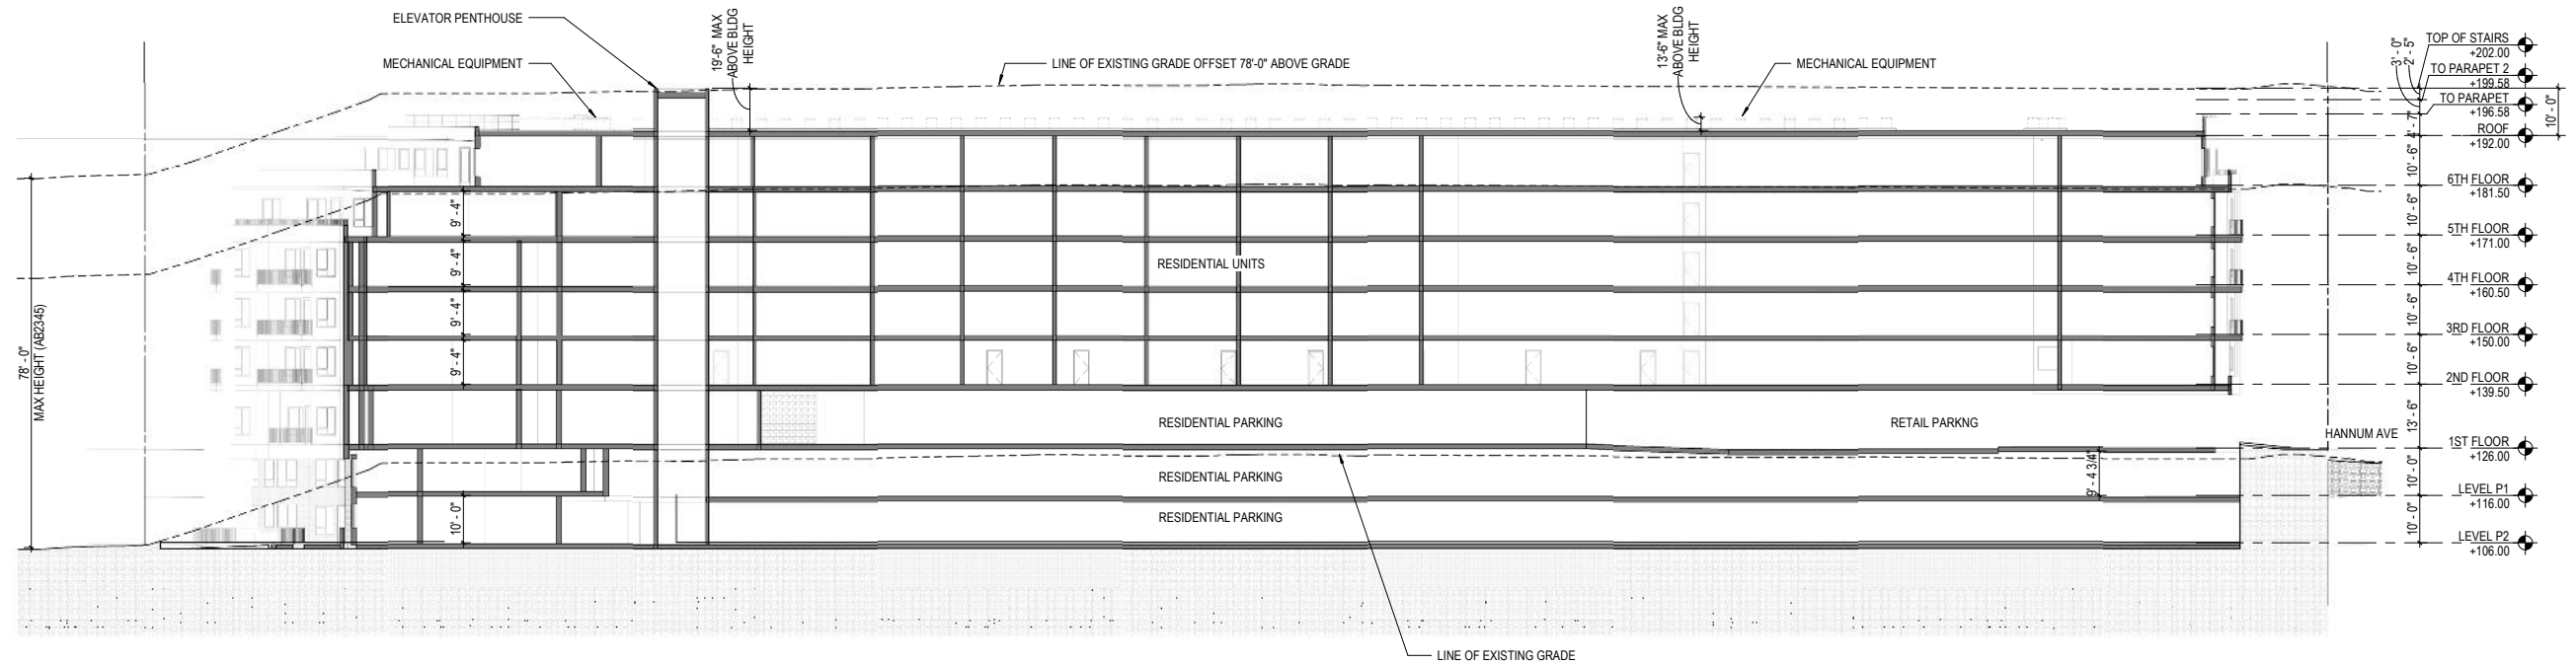 ELEVATOR PENTHOUSE
MECHANICAL EQUIPMENT
19'-6" MAX
ABOVE BLDG
HEIGHT
LINE OF EXISTING GRADE OFFSET 78'-0" ABOVE GRADE
13'-6" MAX
ABOVE BLDG
HEIGHT
MECHANICAL EQUIPMENT
TOP OF STAIRS
+202.00
TO PARAPET 2
+199.58
TO PARAPET
+196.58
ROOF
+192.00
6TH FLOOR
+181.50
5TH FLOOR
+171.00
4TH FLOOR
+160.50
3RD FLOOR
+150.00
2ND FLOOR
+139.50
1ST FLOOR
+126.00
LEVEL P1
+116.00
LEVEL P2
+106.00
3' - 0"
2' - 5"
4' - 7"
10' - 0"
10' - 6"
10' - 6"
10' - 6"
10' - 6"
10' - 6"
13' - 6"
10' - 0"
10' - 0"
HANNUM AVE
78' - 0"
MAX HEIGHT (AB2345)
9' - 4"
9' - 4"
9' - 4"
9' - 4"
10' - 0"
RESIDENTIAL UNITS
RESIDENTIAL PARKING
RETAIL PARKNG
RESIDENTIAL PARKING
9' - 4 3/4"
RESIDENTIAL PARKING
LINE OF EXISTING GRADE